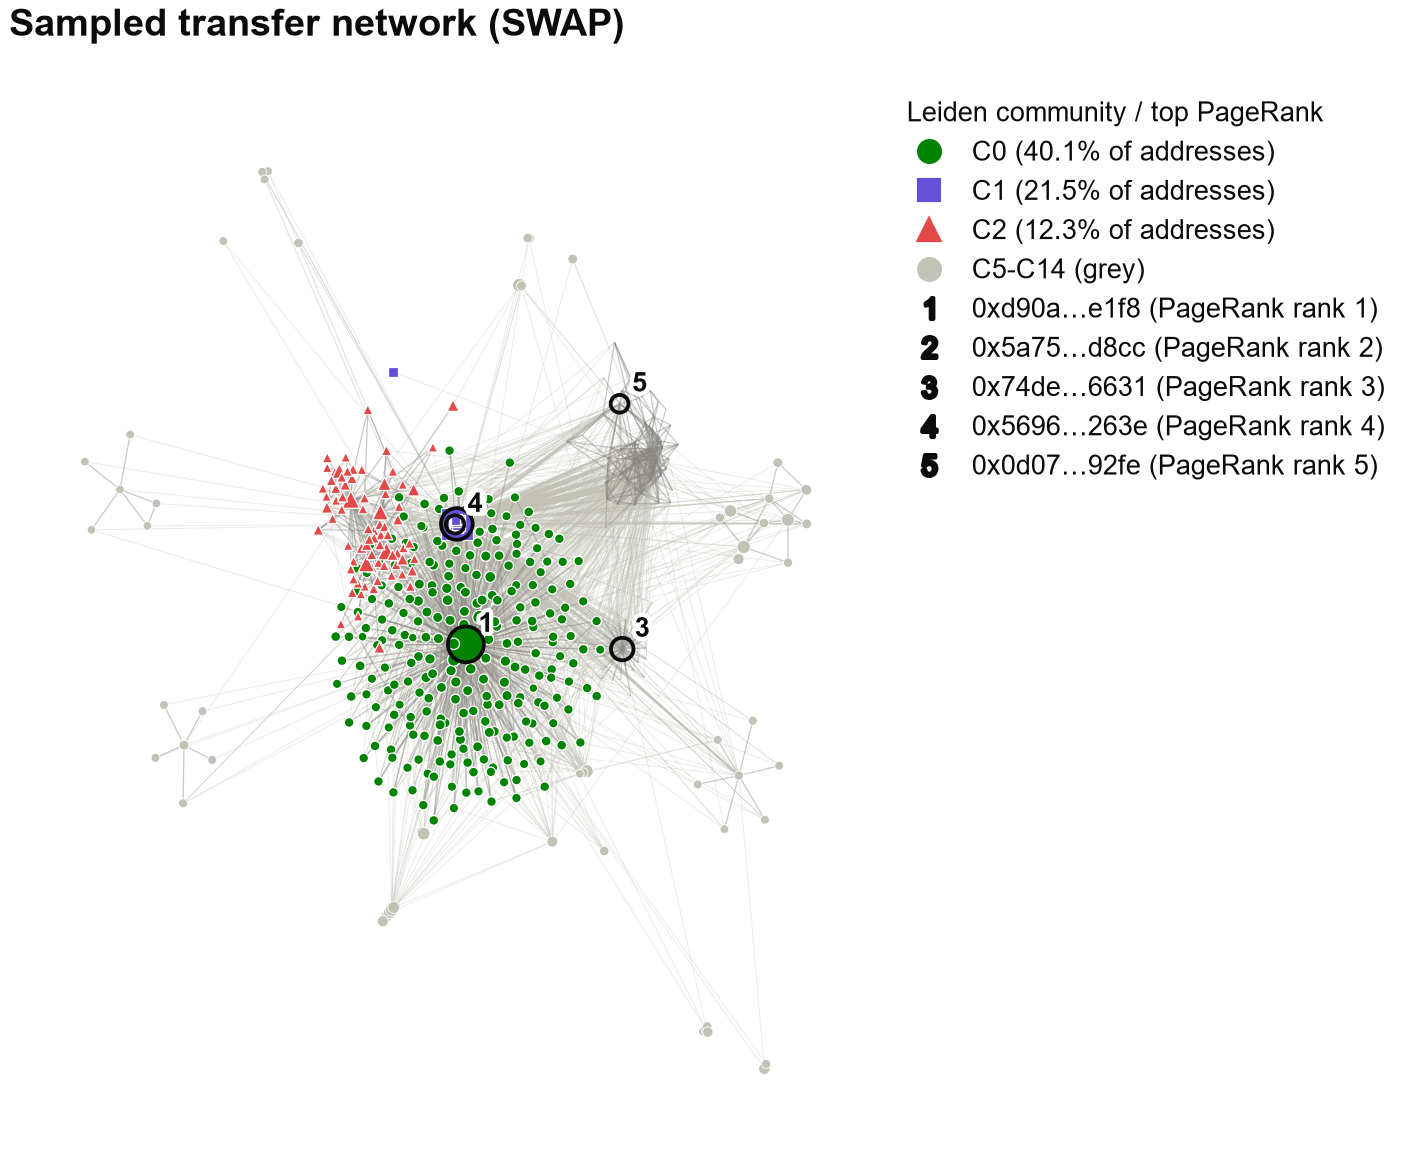 Sampled transfer network (SWAP)
Leiden community / top PageRank
C0 (40.1% of addresses)
C1 (21.5% of addresses)
C2 (12.3% of addresses)
C5-C14 (grey)
1 0xd90a…e1f8 (PageRank rank 1)
2 0x5a75…d8cc (PageRank rank 2)
3 0x74de…6631 (PageRank rank 3)
4 0x5696…263e (PageRank rank 4)
5 0x0d07…92fe (PageRank rank 5)
5
4
1
3